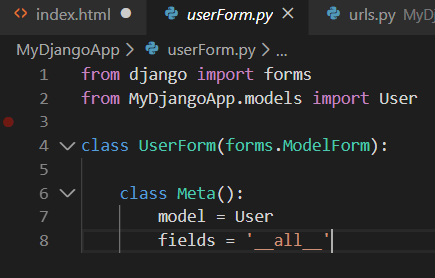 index.html userForm.py urls.py MyD
MyDjangoApp > userForm.py > ...
1 from django import forms
2 from MyDjangoApp.models import User
3
4 class UserForm(forms.ModelForm):
5
6 class Meta():
7 model = User
8 fields = '__all__'